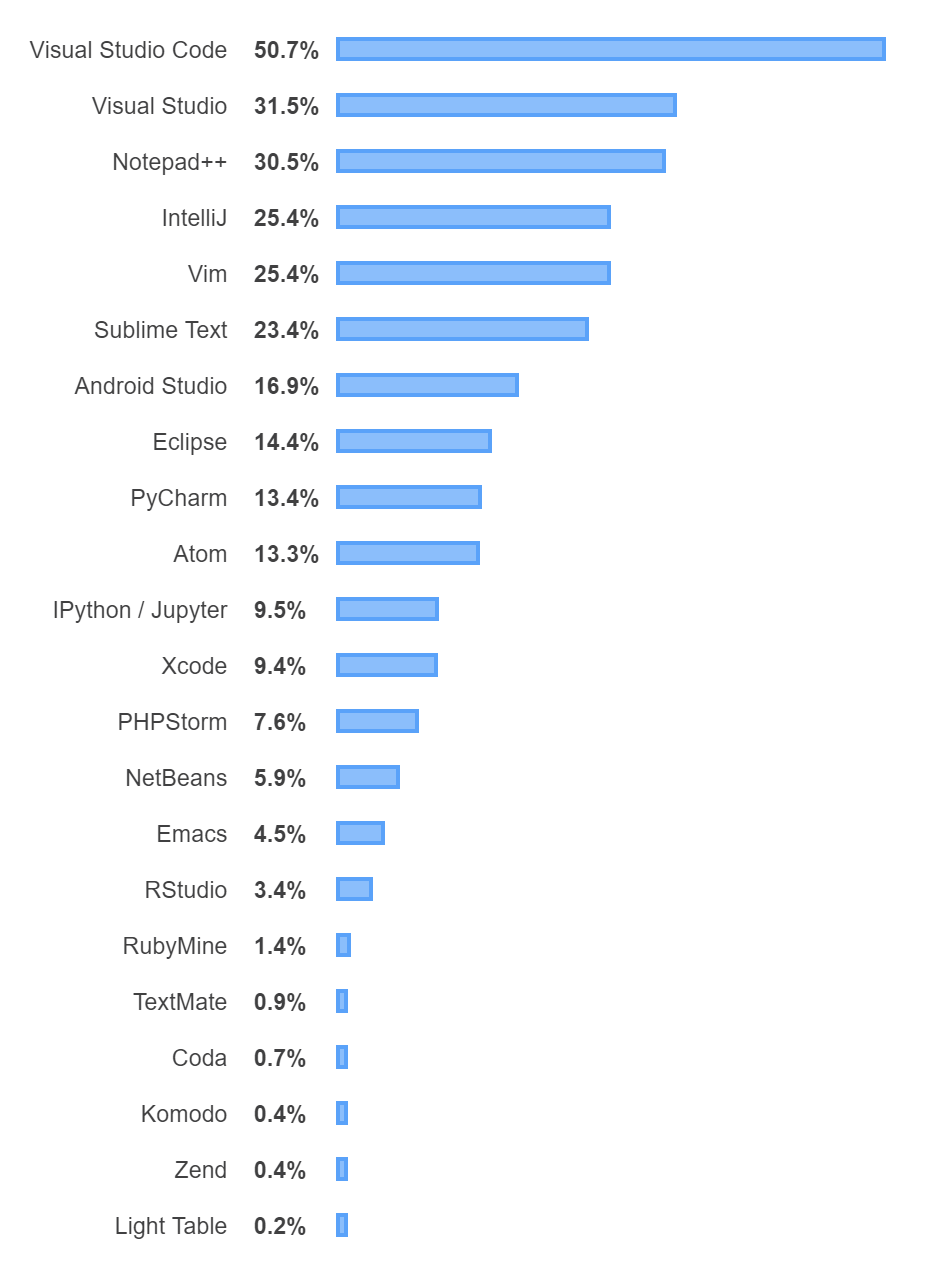 Visual Studio Code 50.7%
Visual Studio 31.5%
Notepad++ 30.5%
IntelliJ 25.4%
Vim 25.4%
Sublime Text 23.4%
Android Studio 16.9%
Eclipse 14.4%
PyCharm 13.4%
Atom 13.3%
IPython / Jupyter 9.5%
Xcode 9.4%
PHPStorm 7.6%
NetBeans 5.9%
Emacs 4.5%
RStudio 3.4%
RubyMine 1.4%
TextMate 0.9%
Coda 0.7%
Komodo 0.4%
Zend 0.4%
Light Table 0.2%